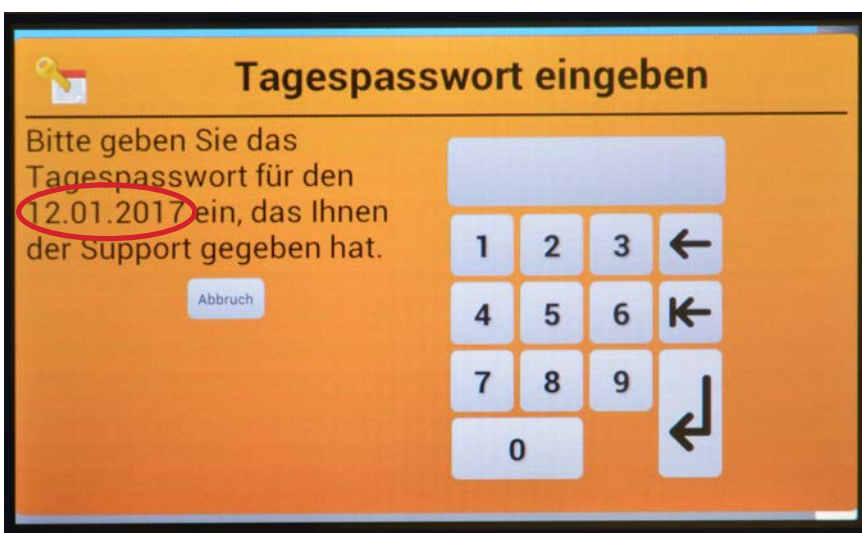 Tagespasswort eingeben
Bitte geben Sie das
Tagespasswort für den
12.01.2017 ein, das Ihnen
der Support gegeben hat.
Abbruch
1 2 3
4 5 6
7 8 9
0